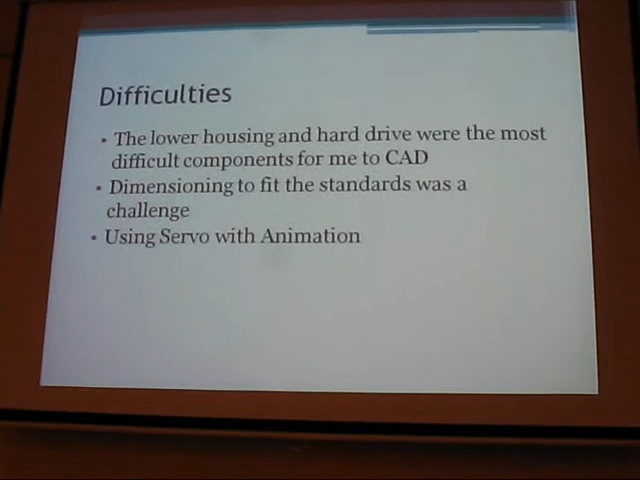 Difficulties
• The lower housing and hard drive were the most
difficult components for me to CAD
• Dimensioning to fit the standards was a
challenge
• Using Servo with Animation